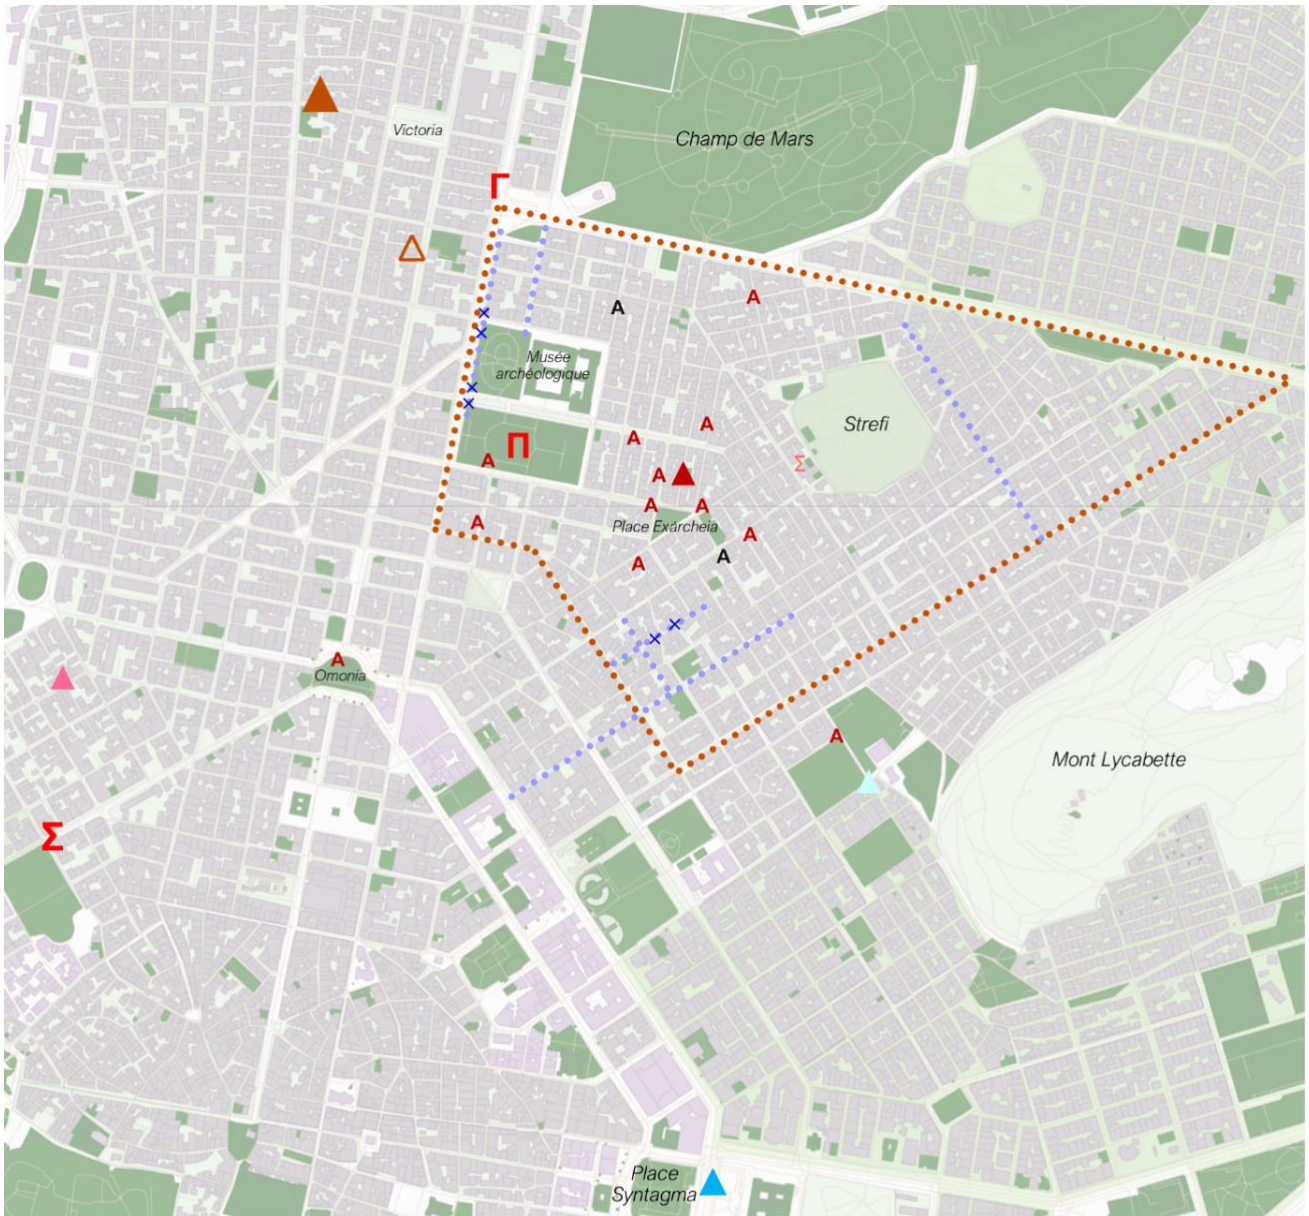 Victoria
Champ de Mars
Γ
A
A
Musée
archéologique
Strefi
A
A
Π
A
Σ
A
A
A
Place Exárcheia
A
A
A
A
A
Omonia
A
Mont Lycabette
Σ
Place
Syntagma